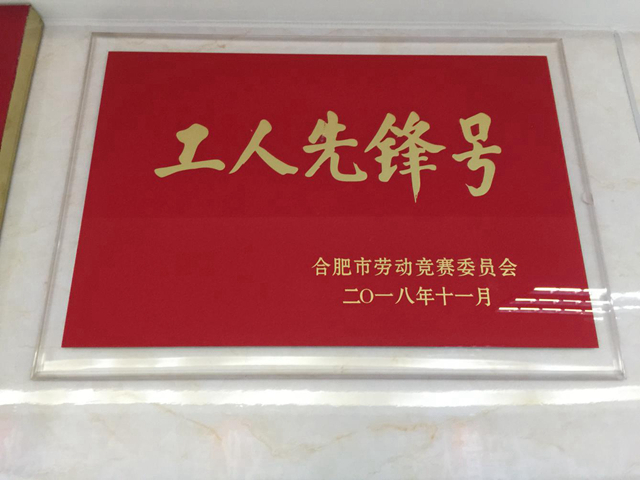 工人先锋号
合肥市劳动竞赛委员会
二〇一八年十一月